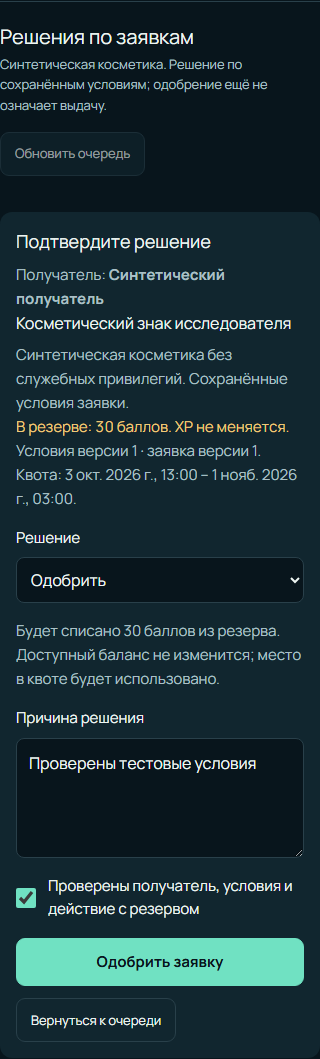 Решения по заявкам
Синтетическая косметика. Решение по
сохранённым условиям; одобрение ещё не
означает выдачу.
Обновить очередь
Подтвердите решение
Получатель: Синтетический
получатель
Косметический знак исследователя
Синтетическая косметика без
служебных привилегий. Сохранённые
условия заявки.
В резерве: 30 баллов. XP не меняется.
Условия версии 1 · заявка версии 1.
Квота: 3 окт. 2026 г., 13:00 – 1 нояб. 2026
г., 03:00.
Решение
Одобрить
Будет списано 30 баллов из резерва.
Доступный баланс не изменится; место
в квоте будет использовано.
Причина решения
Проверены тестовые условия
Проверены получатель, условия и
действие с резервом
Одобрить заявку
Вернуться к очереди